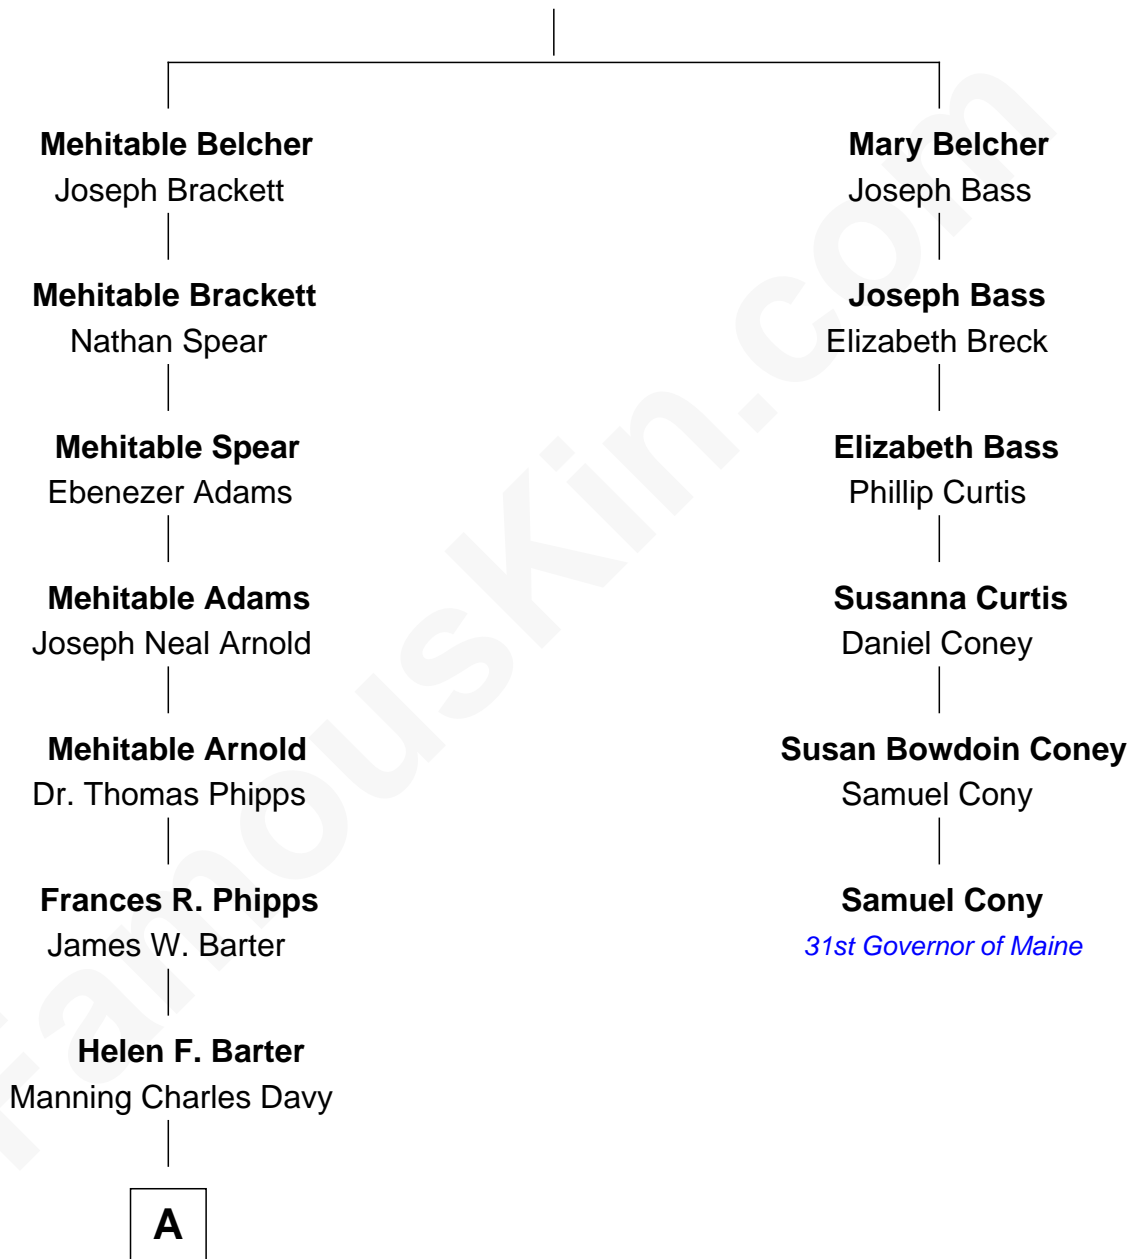 Mehitable Belcher
Joseph Brackett
Mehitable Brackett
Nathan Spear
Mehitable Spear
Ebenezer Adams
Mehitable Adams
Joseph Neal Arnold
Mehitable Arnold
Dr. Thomas Phipps
Frances R. Phipps
James W. Barter
Helen F. Barter
Manning Charles Davy
A
Mary Belcher
Joseph Bass
Joseph Bass
Elizabeth Breck
Elizabeth Bass
Phillip Curtis
Susanna Curtis
Daniel Coney
Susan Bowdoin Coney
Samuel Cony
Samuel Cony
31st Governor of Maine
FamousKin.com